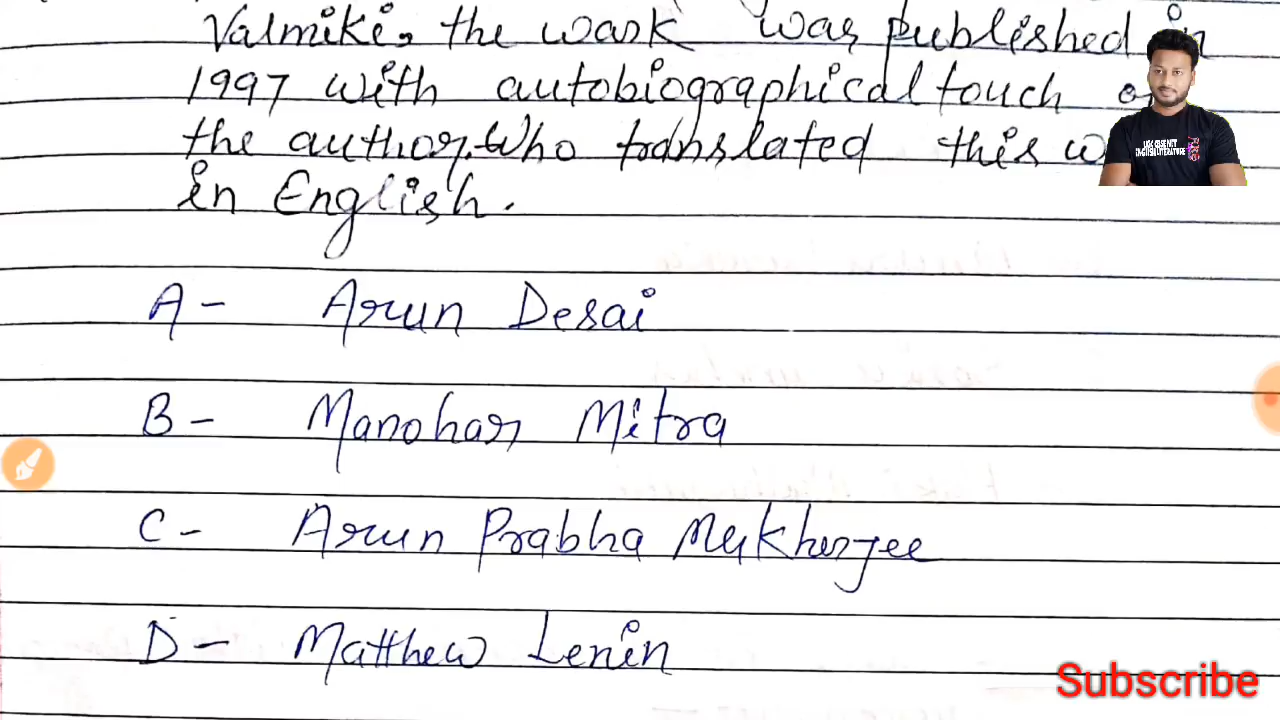 Valmiki, the work was published in
1997 with autobiographical touch
the author. Who translated this
in English.
A- Arun Desai
B- Manohar Mitra
C- Arun Prabha Mukherjee
D- Matthew Lenin
Subscribe